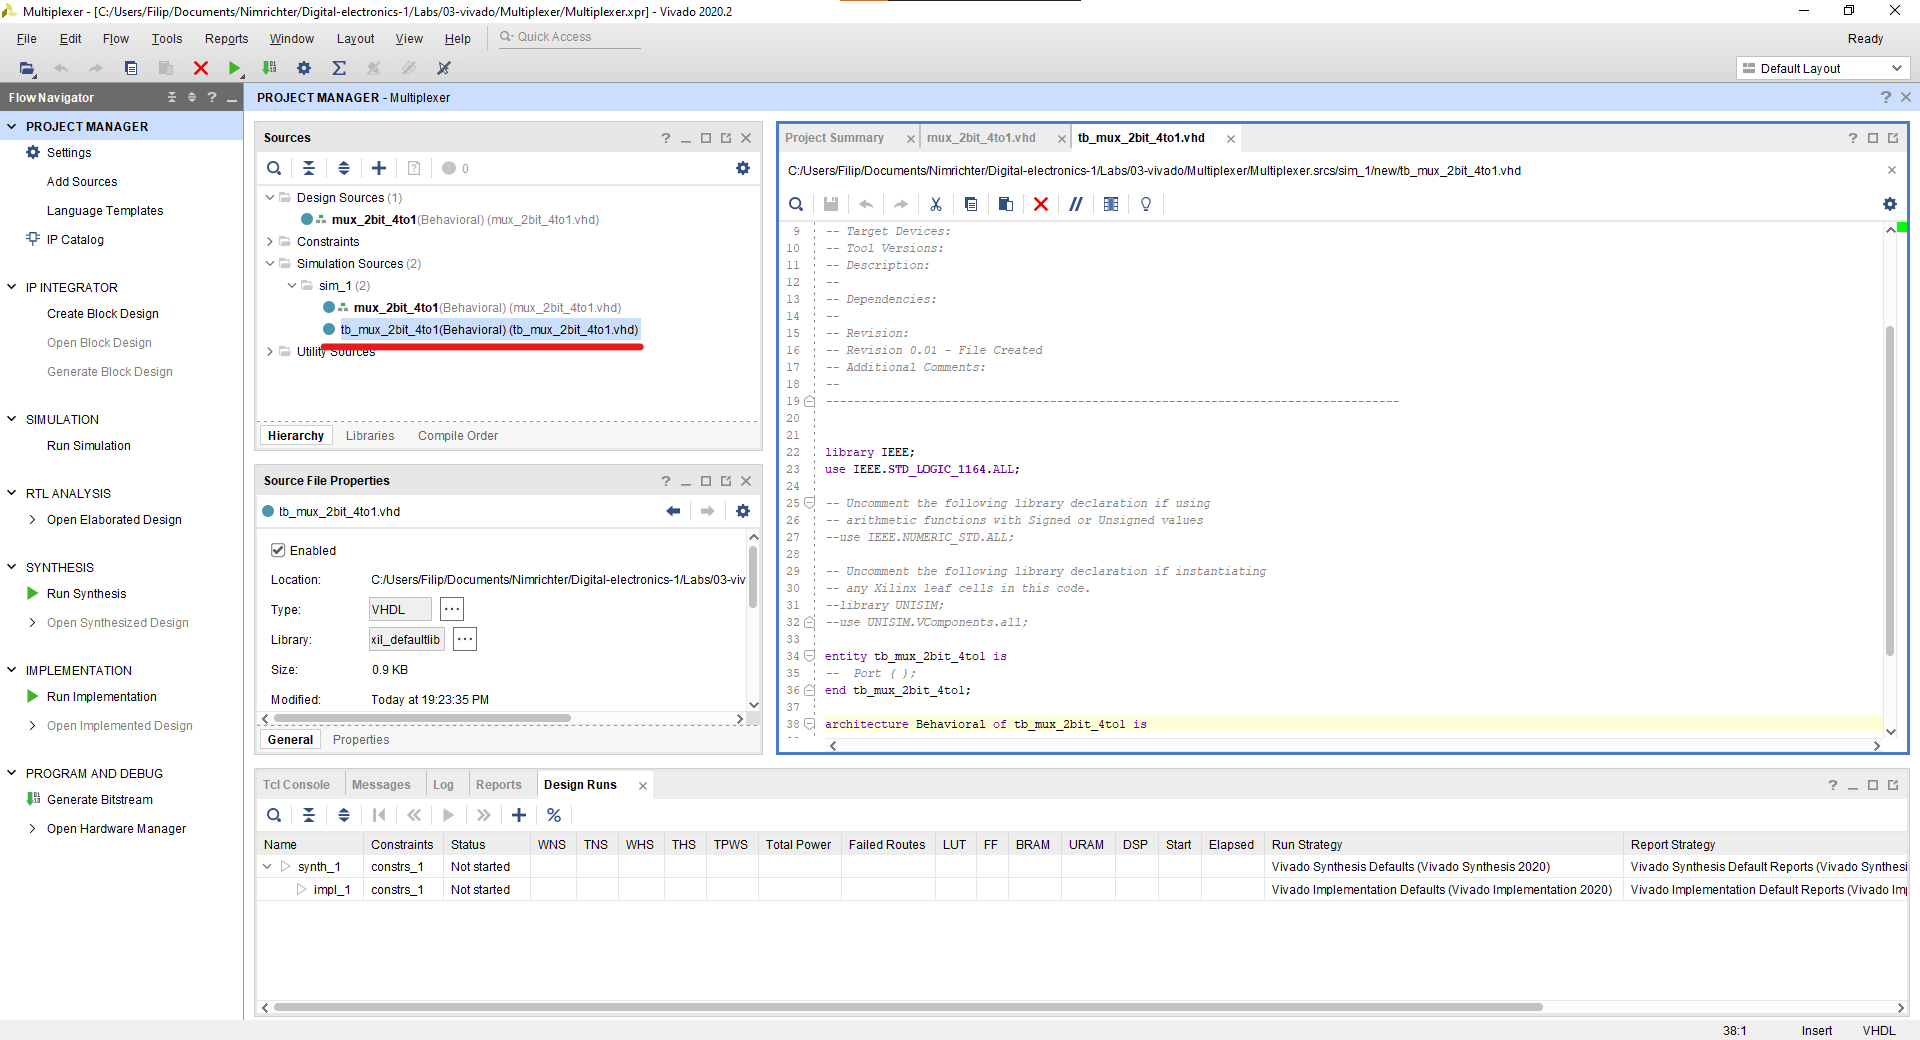 Multiplexer - [C:/Users/Filip/Documents/Nimrichter/Digital-electronics-1/Labs/03-vivado/Multiplexer/Multiplexer.xpr] - Vivado 2020.2
File Edit Flow Tools Reports Window Layout View Help Quick Access Ready
Default Layout
Flow Navigator
PROJECT MANAGER
Settings
Add Sources
Language Templates
IP Catalog
IP INTEGRATOR
Create Block Design
Open Block Design
Generate Block Design
SIMULATION
Run Simulation
RTL ANALYSIS
Open Elaborated Design
SYNTHESIS
Run Synthesis
Open Synthesized Design
IMPLEMENTATION
Run Implementation
Open Implemented Design
PROGRAM AND DEBUG
Generate Bitstream
Open Hardware Manager
PROJECT MANAGER - Multiplexer
Sources
0
Design Sources (1)
mux_2bit_4to1(Behavioral) (mux_2bit_4to1.vhd)
Constraints
Simulation Sources (2)
sim_1 (2)
mux_2bit_4to1(Behavioral) (mux_2bit_4to1.vhd)
tb_mux_2bit_4to1(Behavioral) (tb_mux_2bit_4to1.vhd)
Utility Sources
Hierarchy Libraries Compile Order
Source File Properties
tb_mux_2bit_4to1.vhd
Enabled
Location: C:/Users/Filip/Documents/Nimrichter/Digital-electronics-1/Labs/03-viv
Type: VHDL ...
Library: xil_defaultlib ...
Size: 0.9 KB
Modified: Today at 19:23:35 PM
General Properties
Project Summary mux_2bit_4to1.vhd tb_mux_2bit_4to1.vhd
C:/Users/Filip/Documents/Nimrichter/Digital-electronics-1/Labs/03-vivado/Multiplexer/Multiplexer.srcs/sim_1/new/tb_mux_2bit_4to1.vhd
9 -- Target Devices:
10 -- Tool Versions:
11 -- Description:
12 --
13 -- Dependencies:
14 --
15 -- Revision:
16 -- Revision 0.01 - File Created
17 -- Additional Comments:
18 --
19 ----------------------------------------------------------------------------------
20
21
22 library IEEE;
23 use IEEE.STD_LOGIC_1164.ALL;
24
25 -- Uncomment the following library declaration if using
26 -- arithmetic functions with Signed or Unsigned values
27 --use IEEE.NUMERIC_STD.ALL;
28
29 -- Uncomment the following library declaration if instantiating
30 -- any Xilinx leaf cells in this code.
31 --library UNISIM;
32 --use UNISIM.VComponents.all;
33
34 entity tb_mux_2bit_4to1 is
35 --  Port ( );
36 end tb_mux_2bit_4to1;
37
38 architecture Behavioral of tb_mux_2bit_4to1 is
Tcl Console Messages Log Reports Design Runs
Name Constraints Status WNS TNS WHS THS TPWS Total Power Failed Routes LUT FF BRAM URAM DSP Start Elapsed Run Strategy Report Strategy
synth_1 constrs_1 Not started Vivado Synthesis Defaults (Vivado Synthesis 2020) Vivado Synthesis Default Reports (Vivado Synthesi
impl_1 constrs_1 Not started Vivado Implementation Defaults (Vivado Implementation 2020) Vivado Implementation Default Reports (Vivado Im
38:1 Insert VHDL